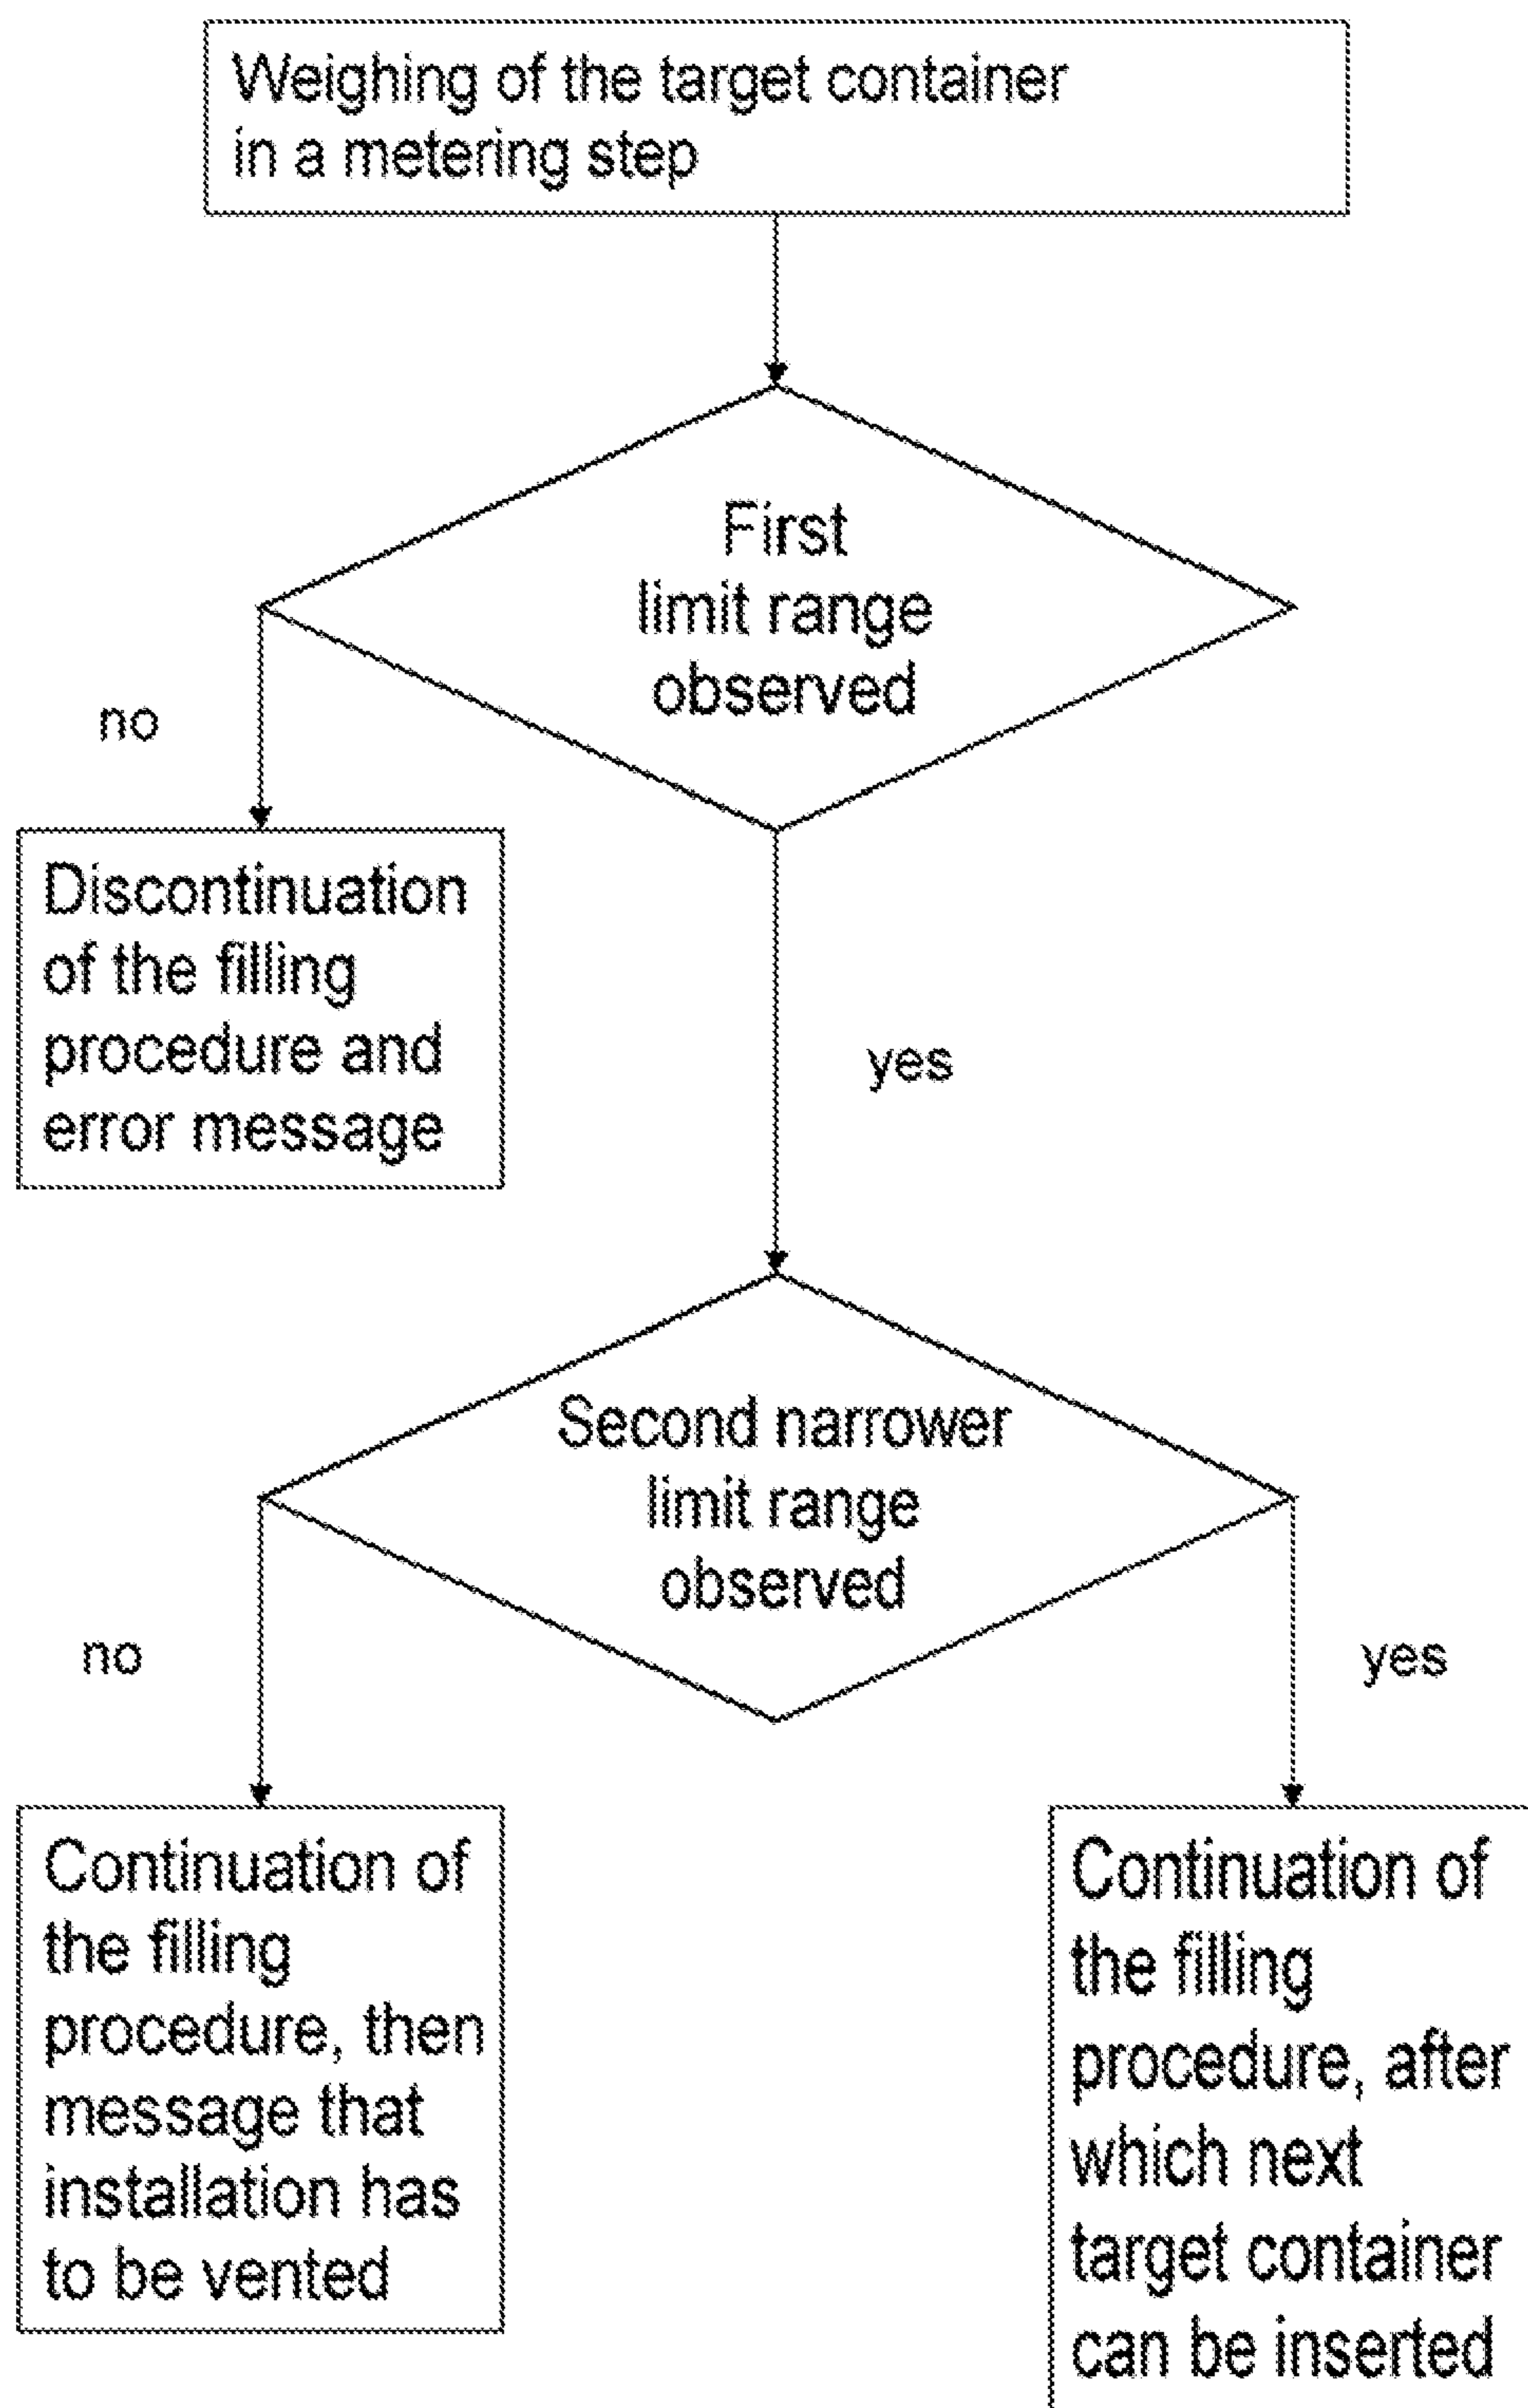 Weighing of the target container
in a metering step
First
limit range
observed
no
Discontinuation
of the filling
procedure and
error message
yes
Second narrower
limit range
observed
no
yes
Continuation of
the filling
procedure, then
message that
installation has
to be vented
Continuation of
the filling
procedure, after
which next
target container
can be inserted